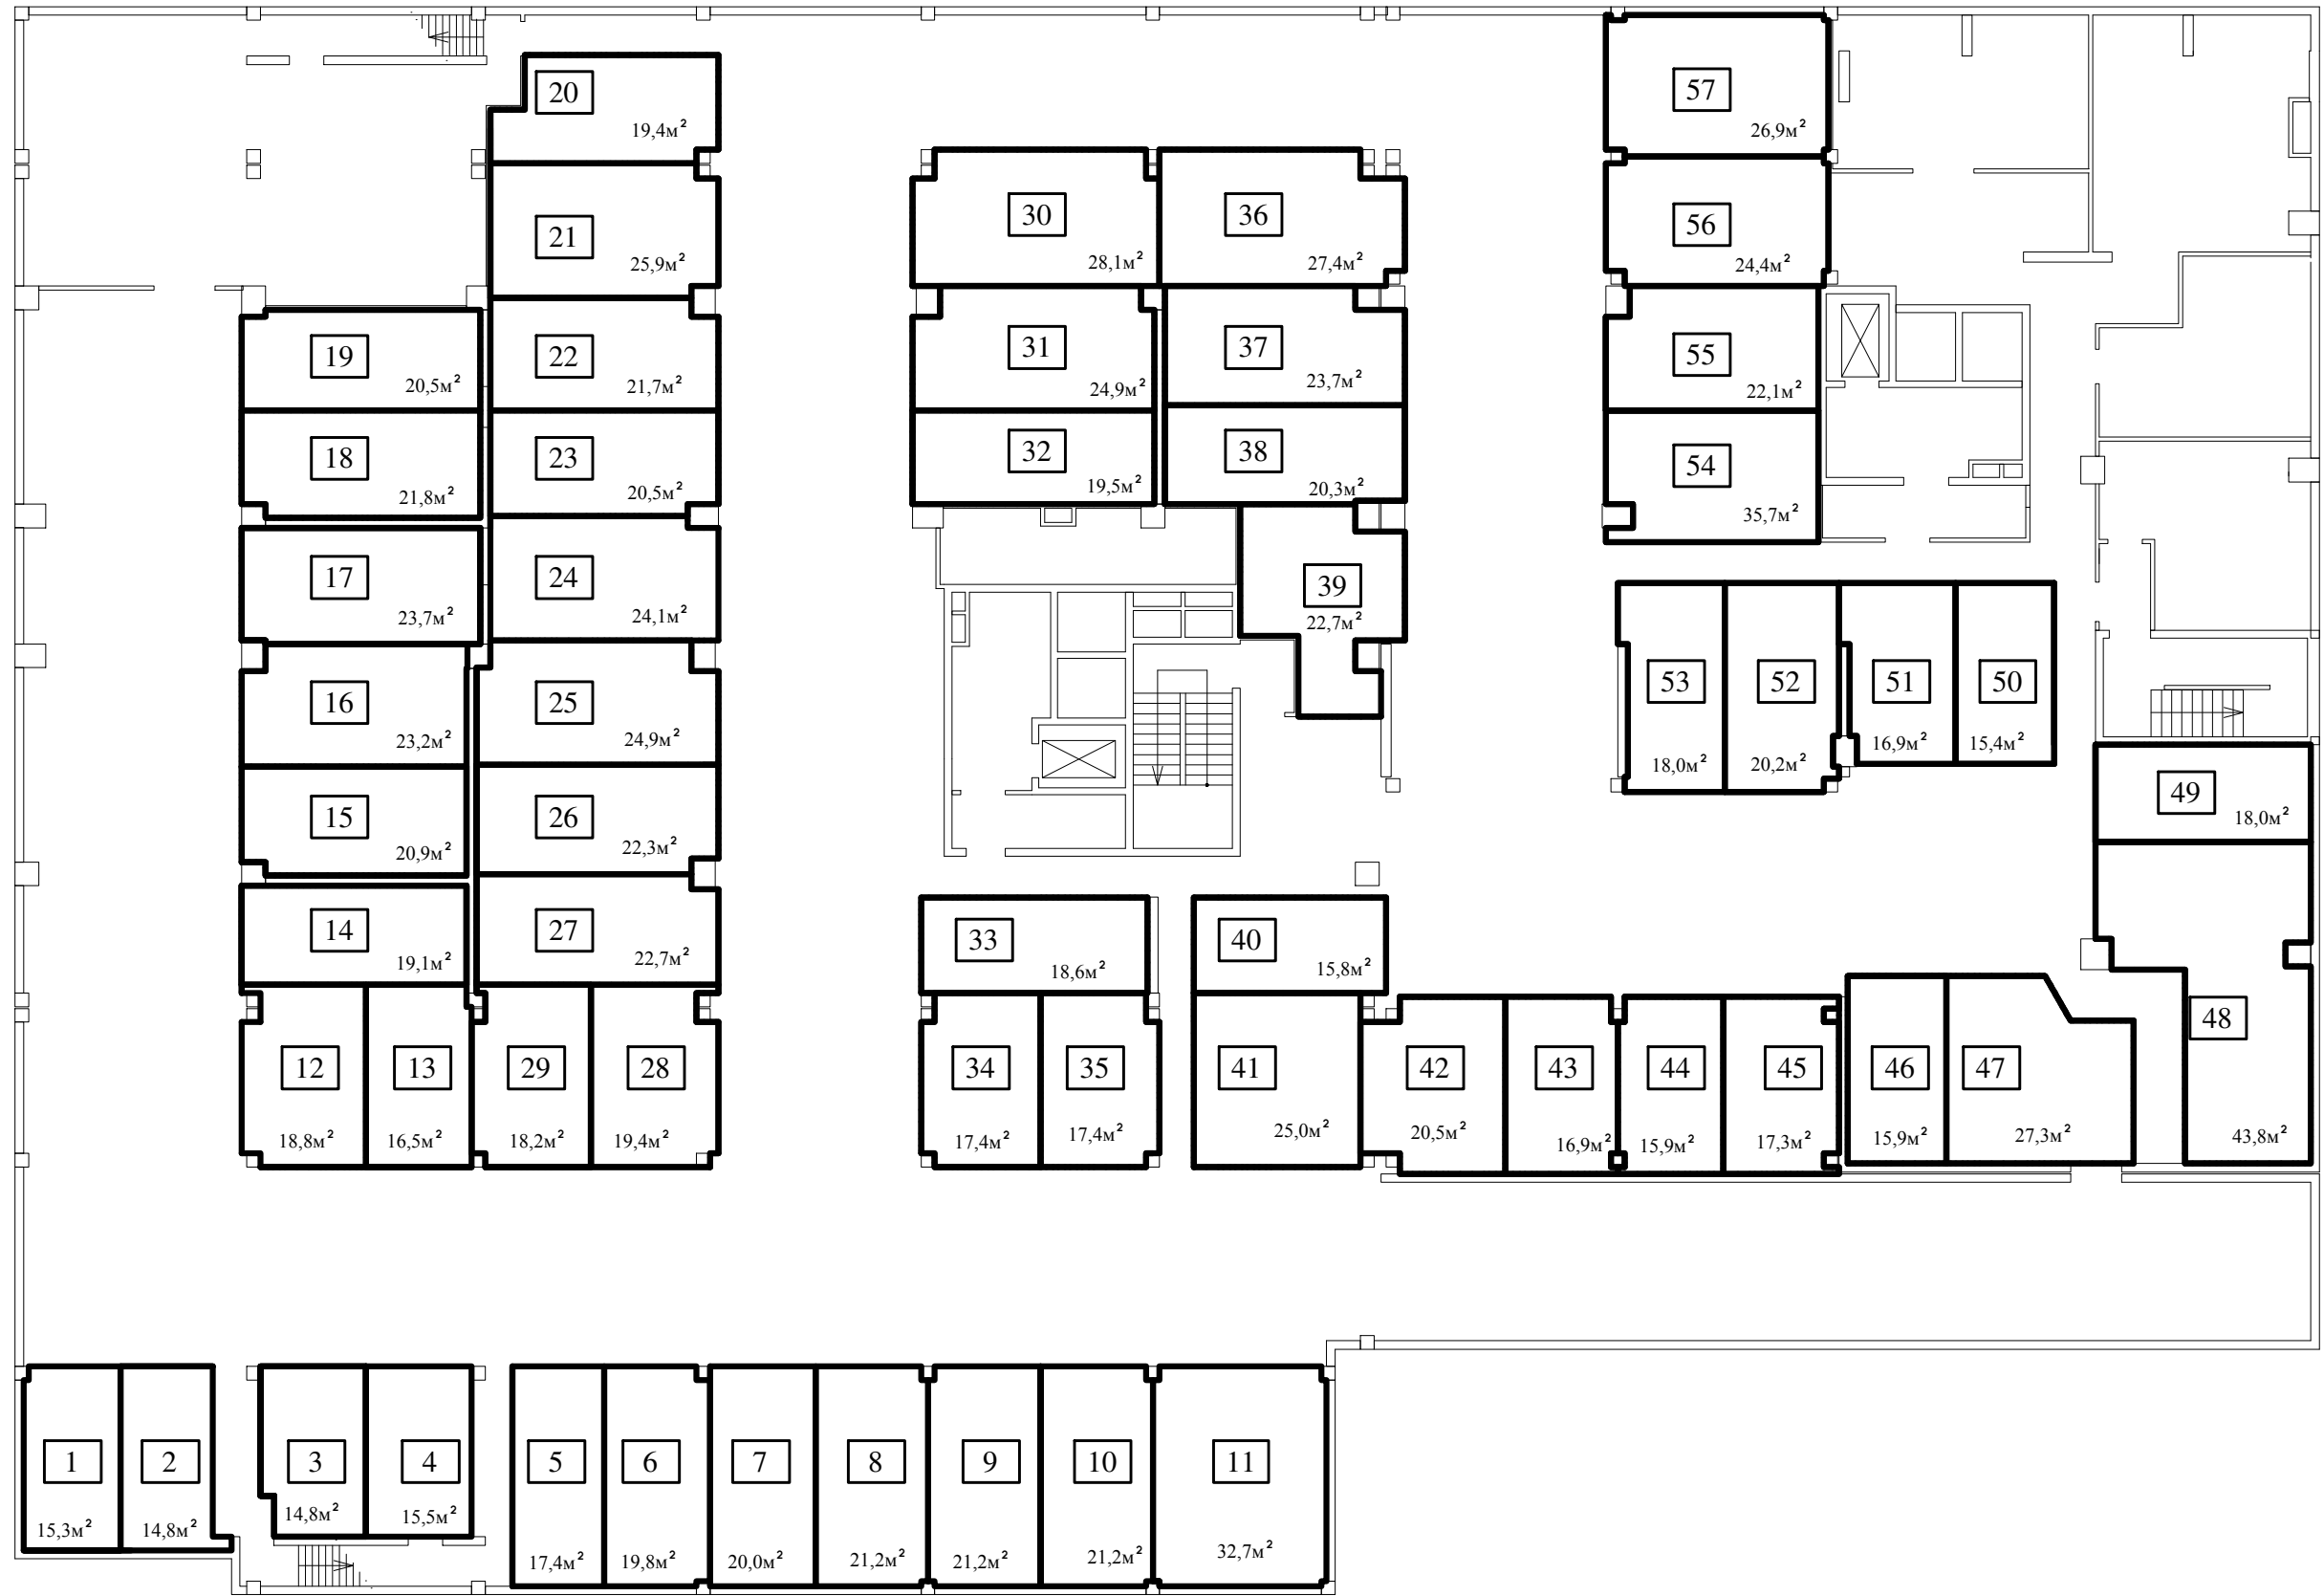 20
19,4м²
57
26,9м²
21
25,9м²
30
28,1м²
36
27,4м²
56
24,4м²
19
20,5м²
22
21,7м²
31
24,9м²
37
23,7м²
55
22,1м²
18
21,8м²
23
20,5м²
32
19,5м²
38
20,3м²
54
35,7м²
17
23,7м²
24
24,1м²
39
22,7м²
16
23,2м²
25
24,9м²
53
18,0м²
52
20,2м²
51
16,9м²
50
15,4м²
15
20,9м²
26
22,3м²
49
18,0м²
14
19,1м²
27
22,7м²
33
18,6м²
40
15,8м²
12
18,8м²
13
16,5м²
29
18,2м²
28
19,4м²
34
17,4м²
35
17,4м²
41
25,0м²
42
20,5м²
43
16,9м²
44
15,9м²
45
17,3м²
46
15,9м²
47
27,3м²
48
43,8м²
1
15,3м²
2
14,8м²
3
14,8м²
4
15,5м²
5
17,4м²
6
19,8м²
7
20,0м²
8
21,2м²
9
21,2м²
10
21,2м²
11
32,7м²